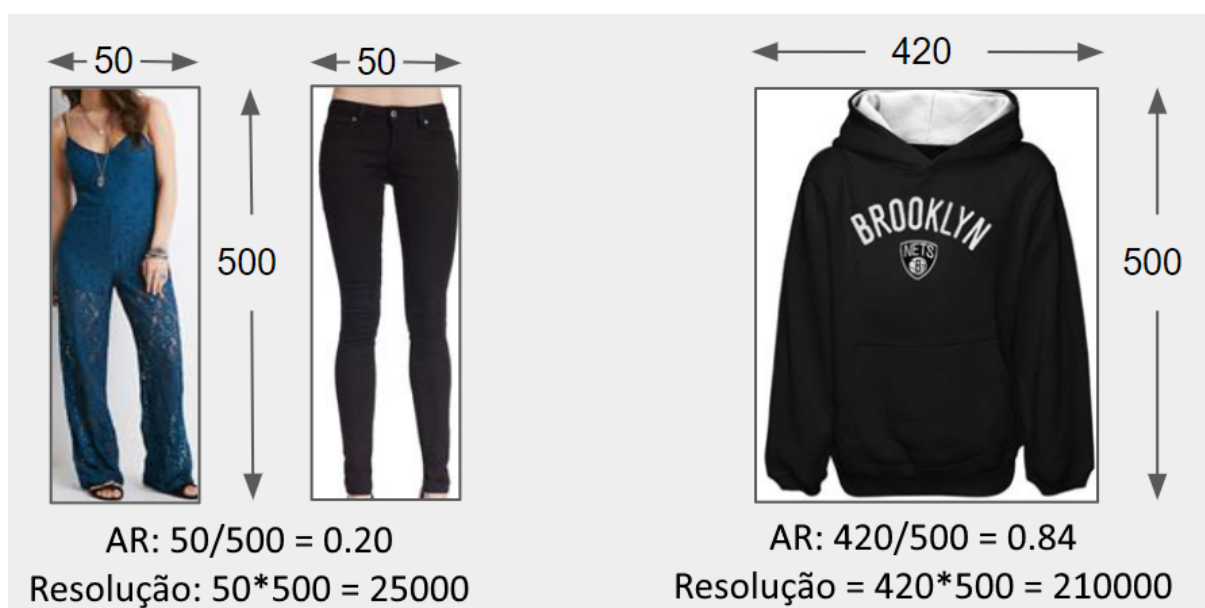 50
50
420
500
500
BROOKLYN
NETS
B
AR: 50/500 = 0.20
Resolução: 50*500 = 25000
AR: 420/500 = 0.84
Resolução = 420*500 = 210000